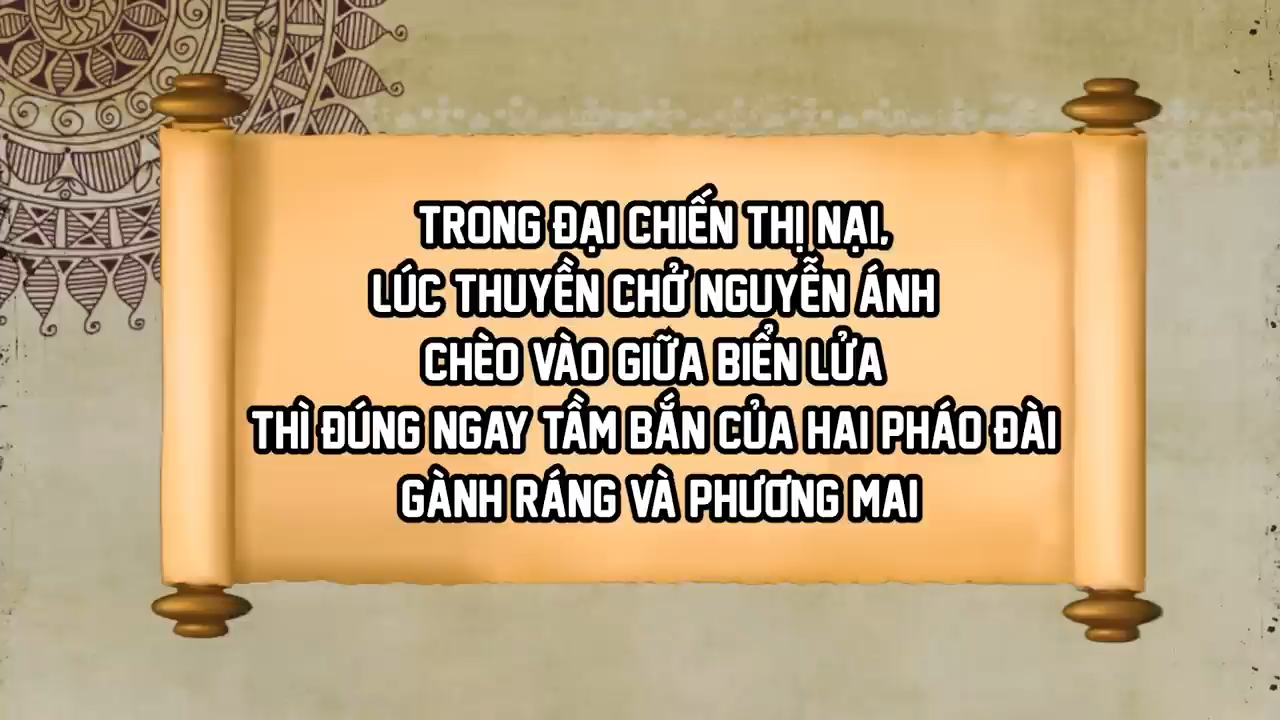 TRONG ĐẠI CHIẾN THỊ NẠI,
LÚC THUYỀN CHỞ NGUYỄN ÁNH
CHÈO VÀO GIỮA BIỂN LỬA
THÌ ĐÚNG NGAY TẦM BẮN CỦA HAI PHÁO ĐÀI
GÀNH RÁNG VÀ PHƯƠNG MAI